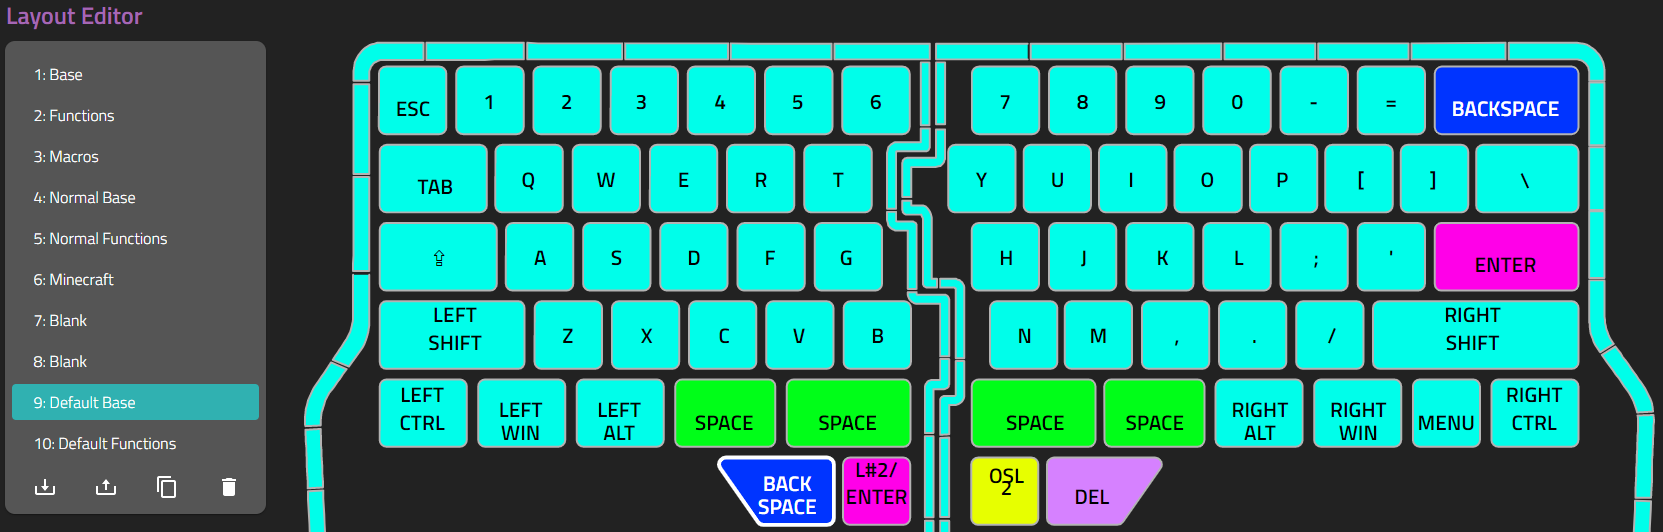 Layout Editor
1: Base
2: Functions
3: Macros
4: Normal Base
5: Normal Functions
6: Minecraft
7: Blank
8: Blank
9: Default Base
10: Default Functions
ESC 1 2 3 4 5 6 7 8 9 0 - = BACKSPACE
TAB Q W E R T Y U I O P [ ] \
⇪ A S D F G H J K L ; ' ENTER
LEFT
SHIFT
Z X C V B N M , . /
RIGHT
SHIFT
LEFT
CTRL
LEFT
WIN
LEFT
ALT
SPACE
SPACE
SPACE
SPACE
RIGHT
ALT
RIGHT
WIN
MENU
RIGHT
CTRL
BACK
SPACE
L#2/
ENTER
OSL
2
DEL